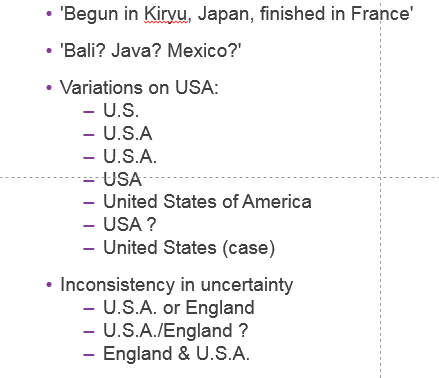 • 'Begun in Kiryu, Japan, finished in France'
• 'Bali? Java? Mexico?'
• Variations on USA:
– U.S.
– U.S.A
– U.S.A.
– USA
– United States of America
– USA ?
– United States (case)
• Inconsistency in uncertainty
– U.S.A. or England
– U.S.A./England ?
– England & U.S.A.